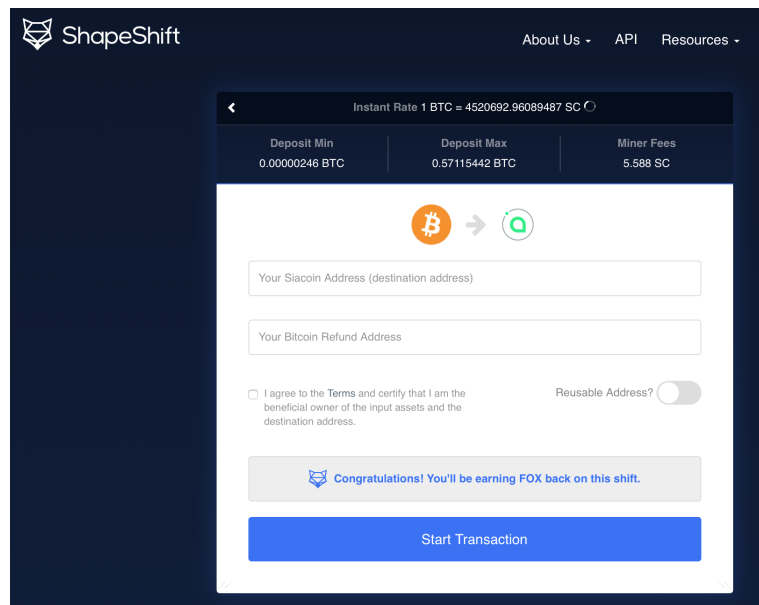 ShapeShift
About Us API Resources
Instant Rate 1 BTC = 4520692.96089487 SC
Deposit Min Deposit Max Miner Fees
0.00000246 BTC 0.57115442 BTC 5.588 SC
Your Siacoin Address (destination address)
Your Bitcoin Refund Address
I agree to the Terms and certify that I am the
beneficial owner of the input assets and the
destination address.
Reusable Address?
Congratulations! You'll be earning FOX back on this shift.
Start Transaction